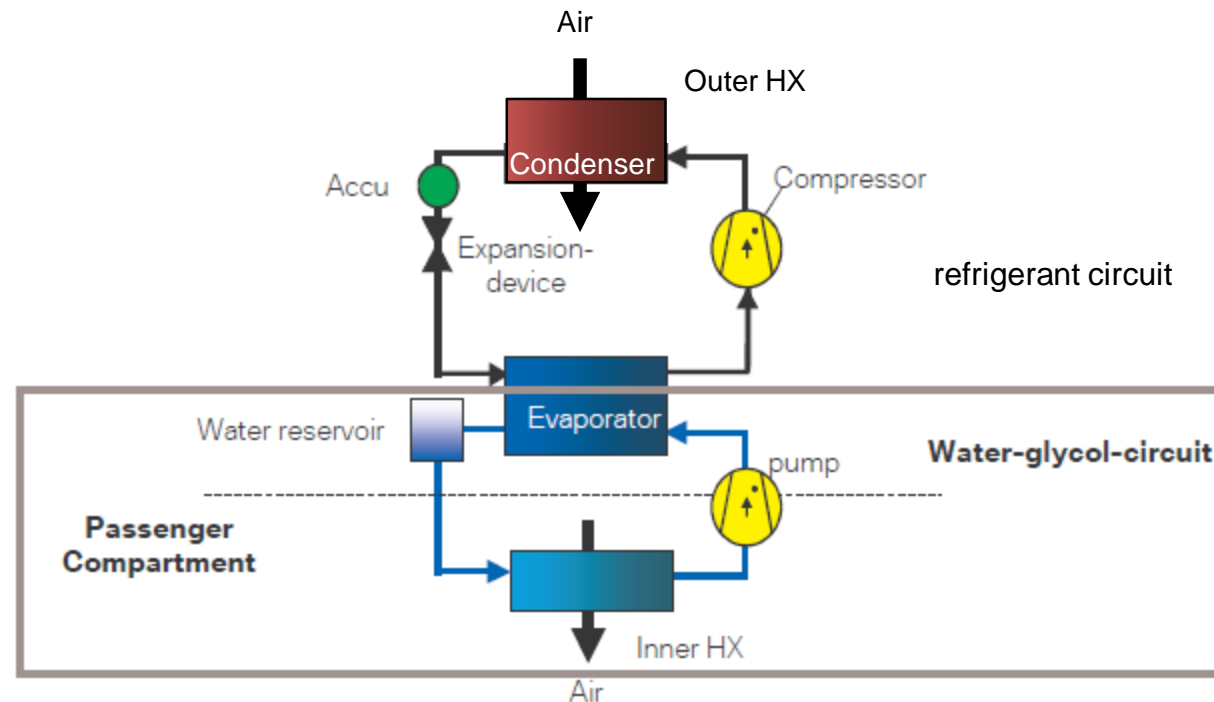 Air
Outer HX
Condenser
Accu
Compressor
Expansion-
device
refrigerant circuit
Evaporator
Water reservoir
pump
Water-glycol-circuit
Passenger
Compartment
Inner HX
Air